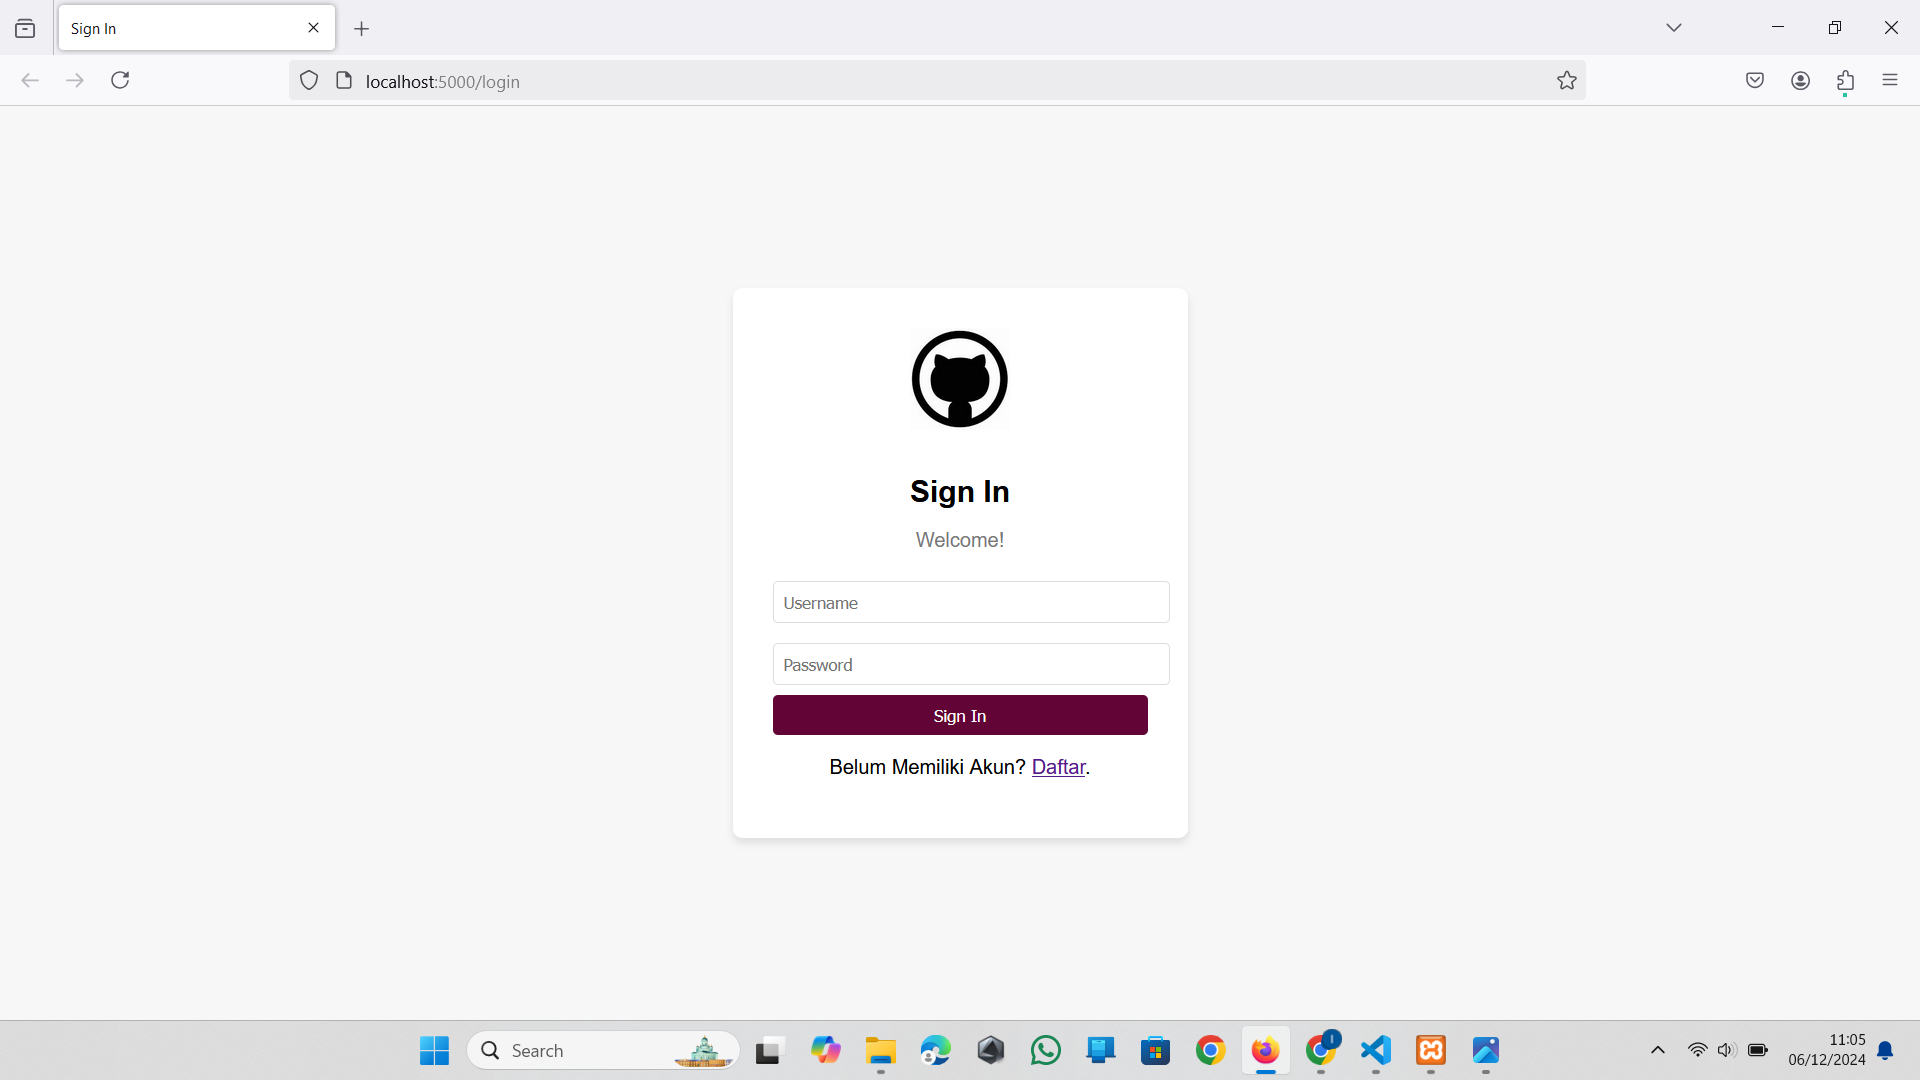 Sign In
localhost:5000/login
Sign In
Welcome!
Username
Password
Sign In
Belum Memiliki Akun? Daftar.
Search
11:05
06/12/2024